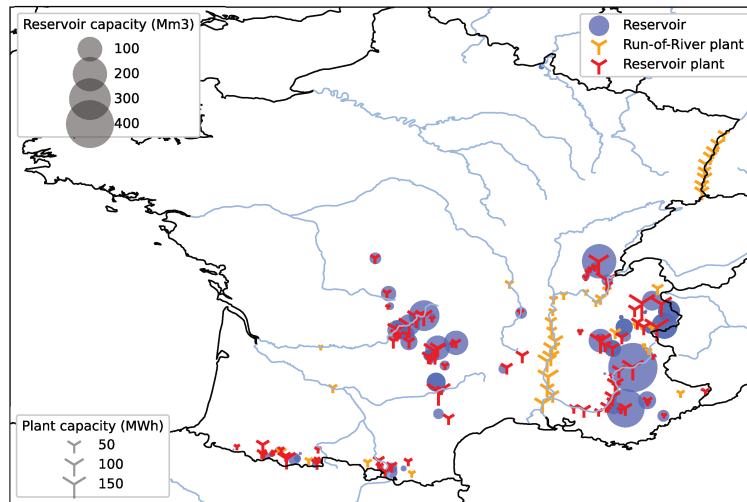 Reservoir capacity (Mm3)
100
200
300
400
Reservoir
Run-of-River plant
Reservoir plant
Plant capacity (MWh)
50
100
150